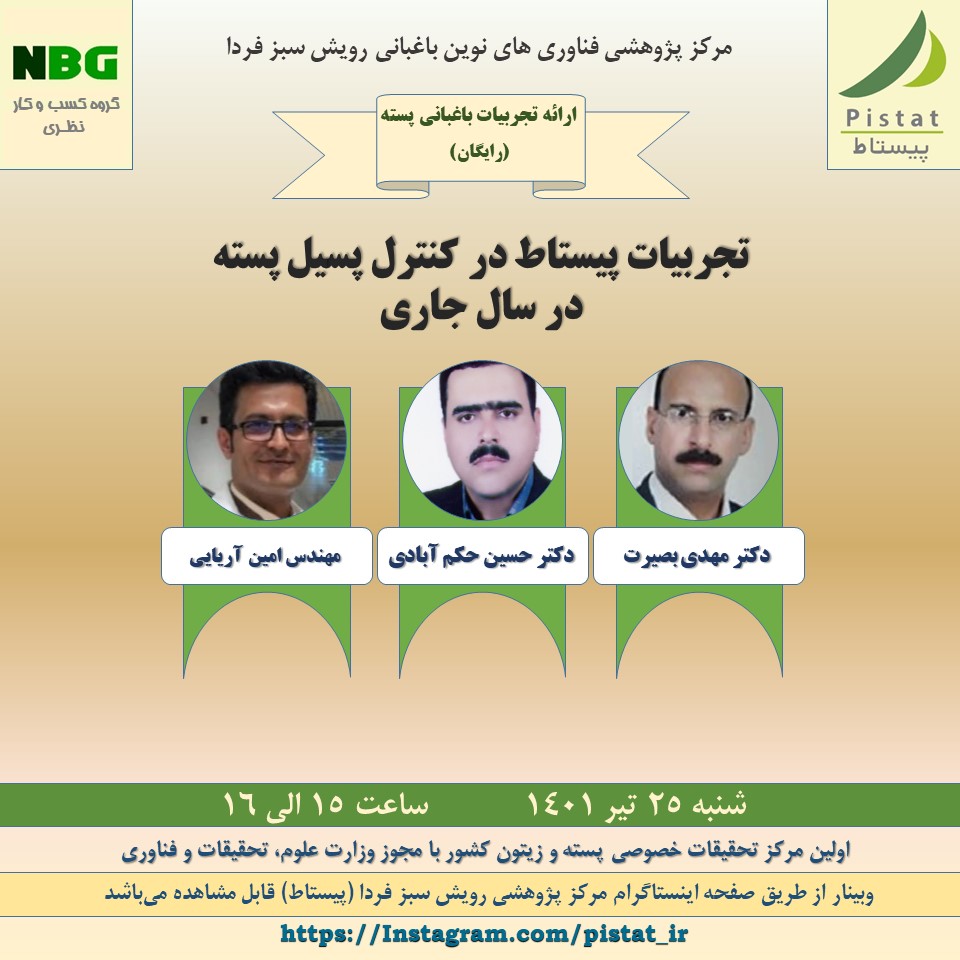 مرکز پژوهشی فناوری های نوین باغبانی رویش سبز فردا
NBG
گروه کسب و کار
نظری
Pistat
پیستاط
ارائه تجربیات باغبانی پسته
(رایگان)
تجربیات پیستاط در کنترل پسیل پسته
در سال جاری
دکتر مهدی بصیرت
دکتر حسین حکم آبادی
مهندس امین آریایی
شنبه ۲۵ تیر ۱۴۰۱ ساعت ۱۵ الی ۱۶
اولین مرکز تحقیقات خصوصی پسته و زیتون کشور با مجوز وزارت علوم، تحقیقات و فناوری
وبینار از طریق صفحه اینستاگرام مرکز پژوهشی رویش سبز فردا (پیستاط) قابل مشاهده می‌باشد
https://Instagram.com/pistat_ir